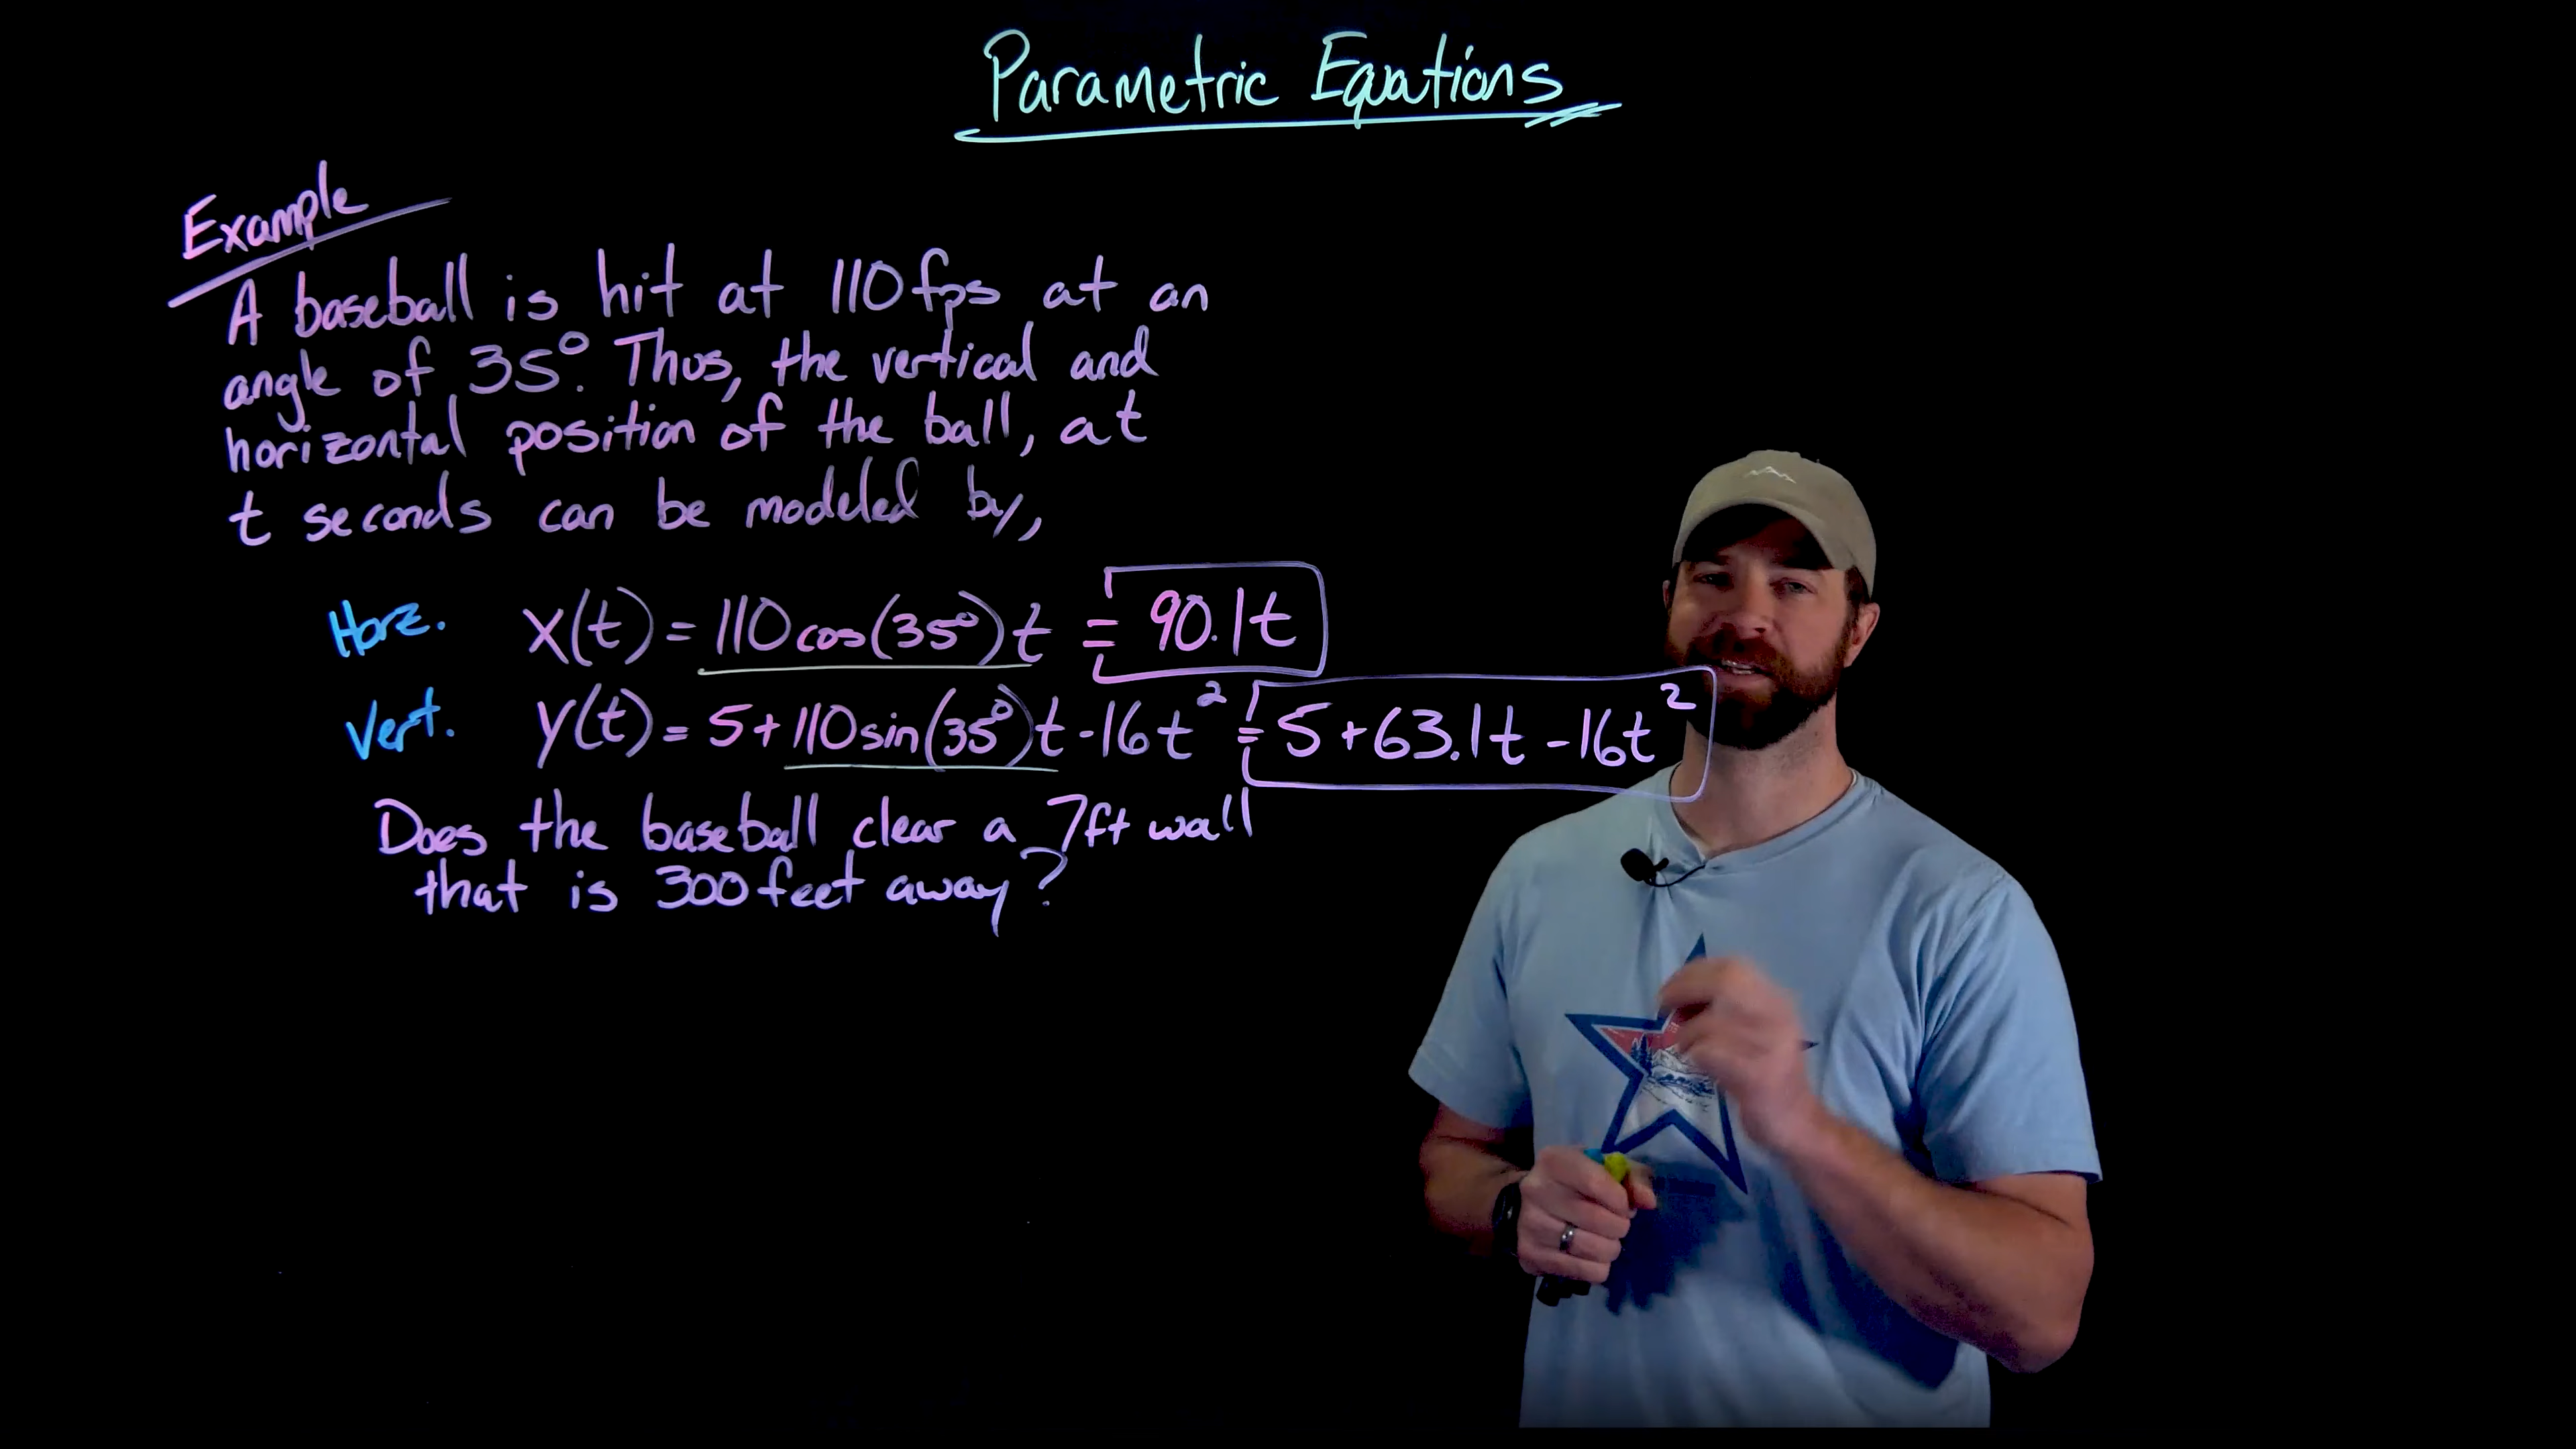 Parametric Equations
Example
A baseball is hit at 110fps at an
angle of 35°. Thus, the vertical and
horizontal position of the ball, at
t seconds can be modeled by,
Horz. x(t) = 110cos(35°)t = 90.1t
Vert. y(t) = 5+110sin(35°)t -16t² = 5+63.1t -16t²
Does the baseball clear a 7ft wall
that is 300 feet away?